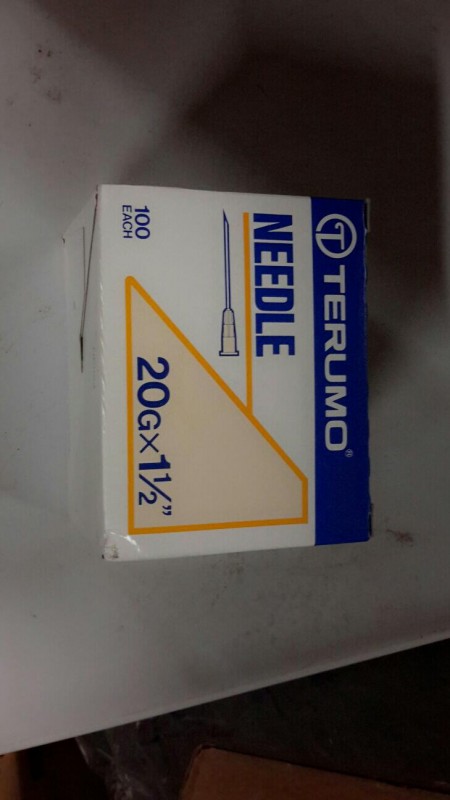 TERUMO®
NEEDLE
100
EACH
20G×1½"